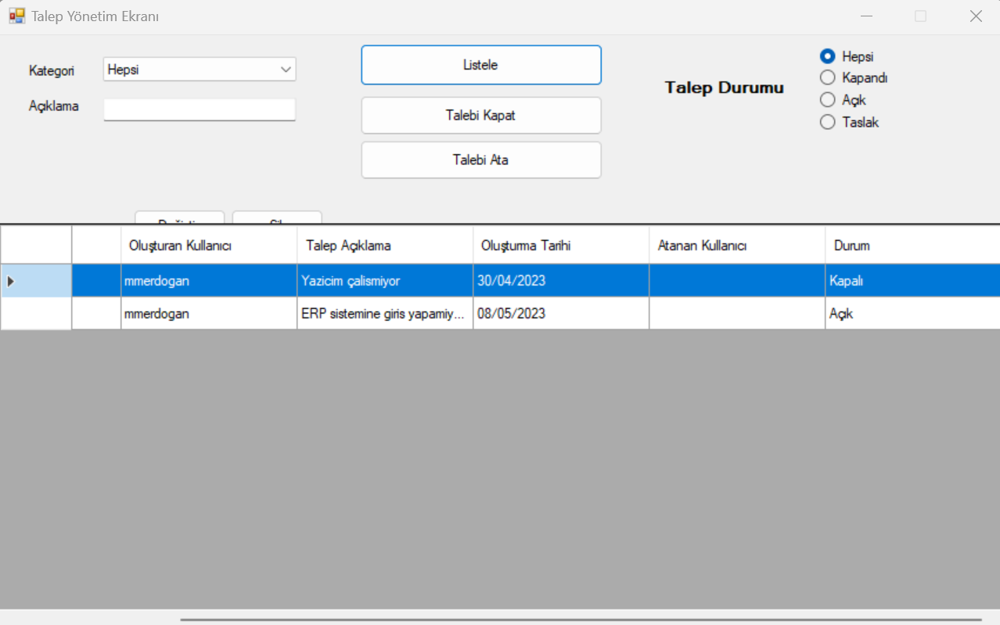 Talep Yönetim Ekranı
Kategori
Hepsi
Açıklama
Listele
Talebi Kapat
Talebi Ata
Talep Durumu
Hepsi
Kapandı
Açık
Taslak
Oluşturan Kullanıcı Talep Açıklama Oluşturma Tarihi Atanan Kullanıcı Durum
mmerdogan Yazicim çalismiyor 30/04/2023 Kapalı
mmerdogan ERP sistemine giris yapamiy... 08/05/2023 Açık